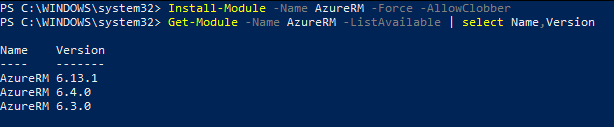 PS C:\WINDOWS\system32> Install-Module -Name AzureRM -Force -AllowClobber
PS C:\WINDOWS\system32> Get-Module -Name AzureRM -ListAvailable | select Name,Version
Name    Version
----    -------
AzureRM 6.13.1
AzureRM 6.4.0
AzureRM 6.3.0